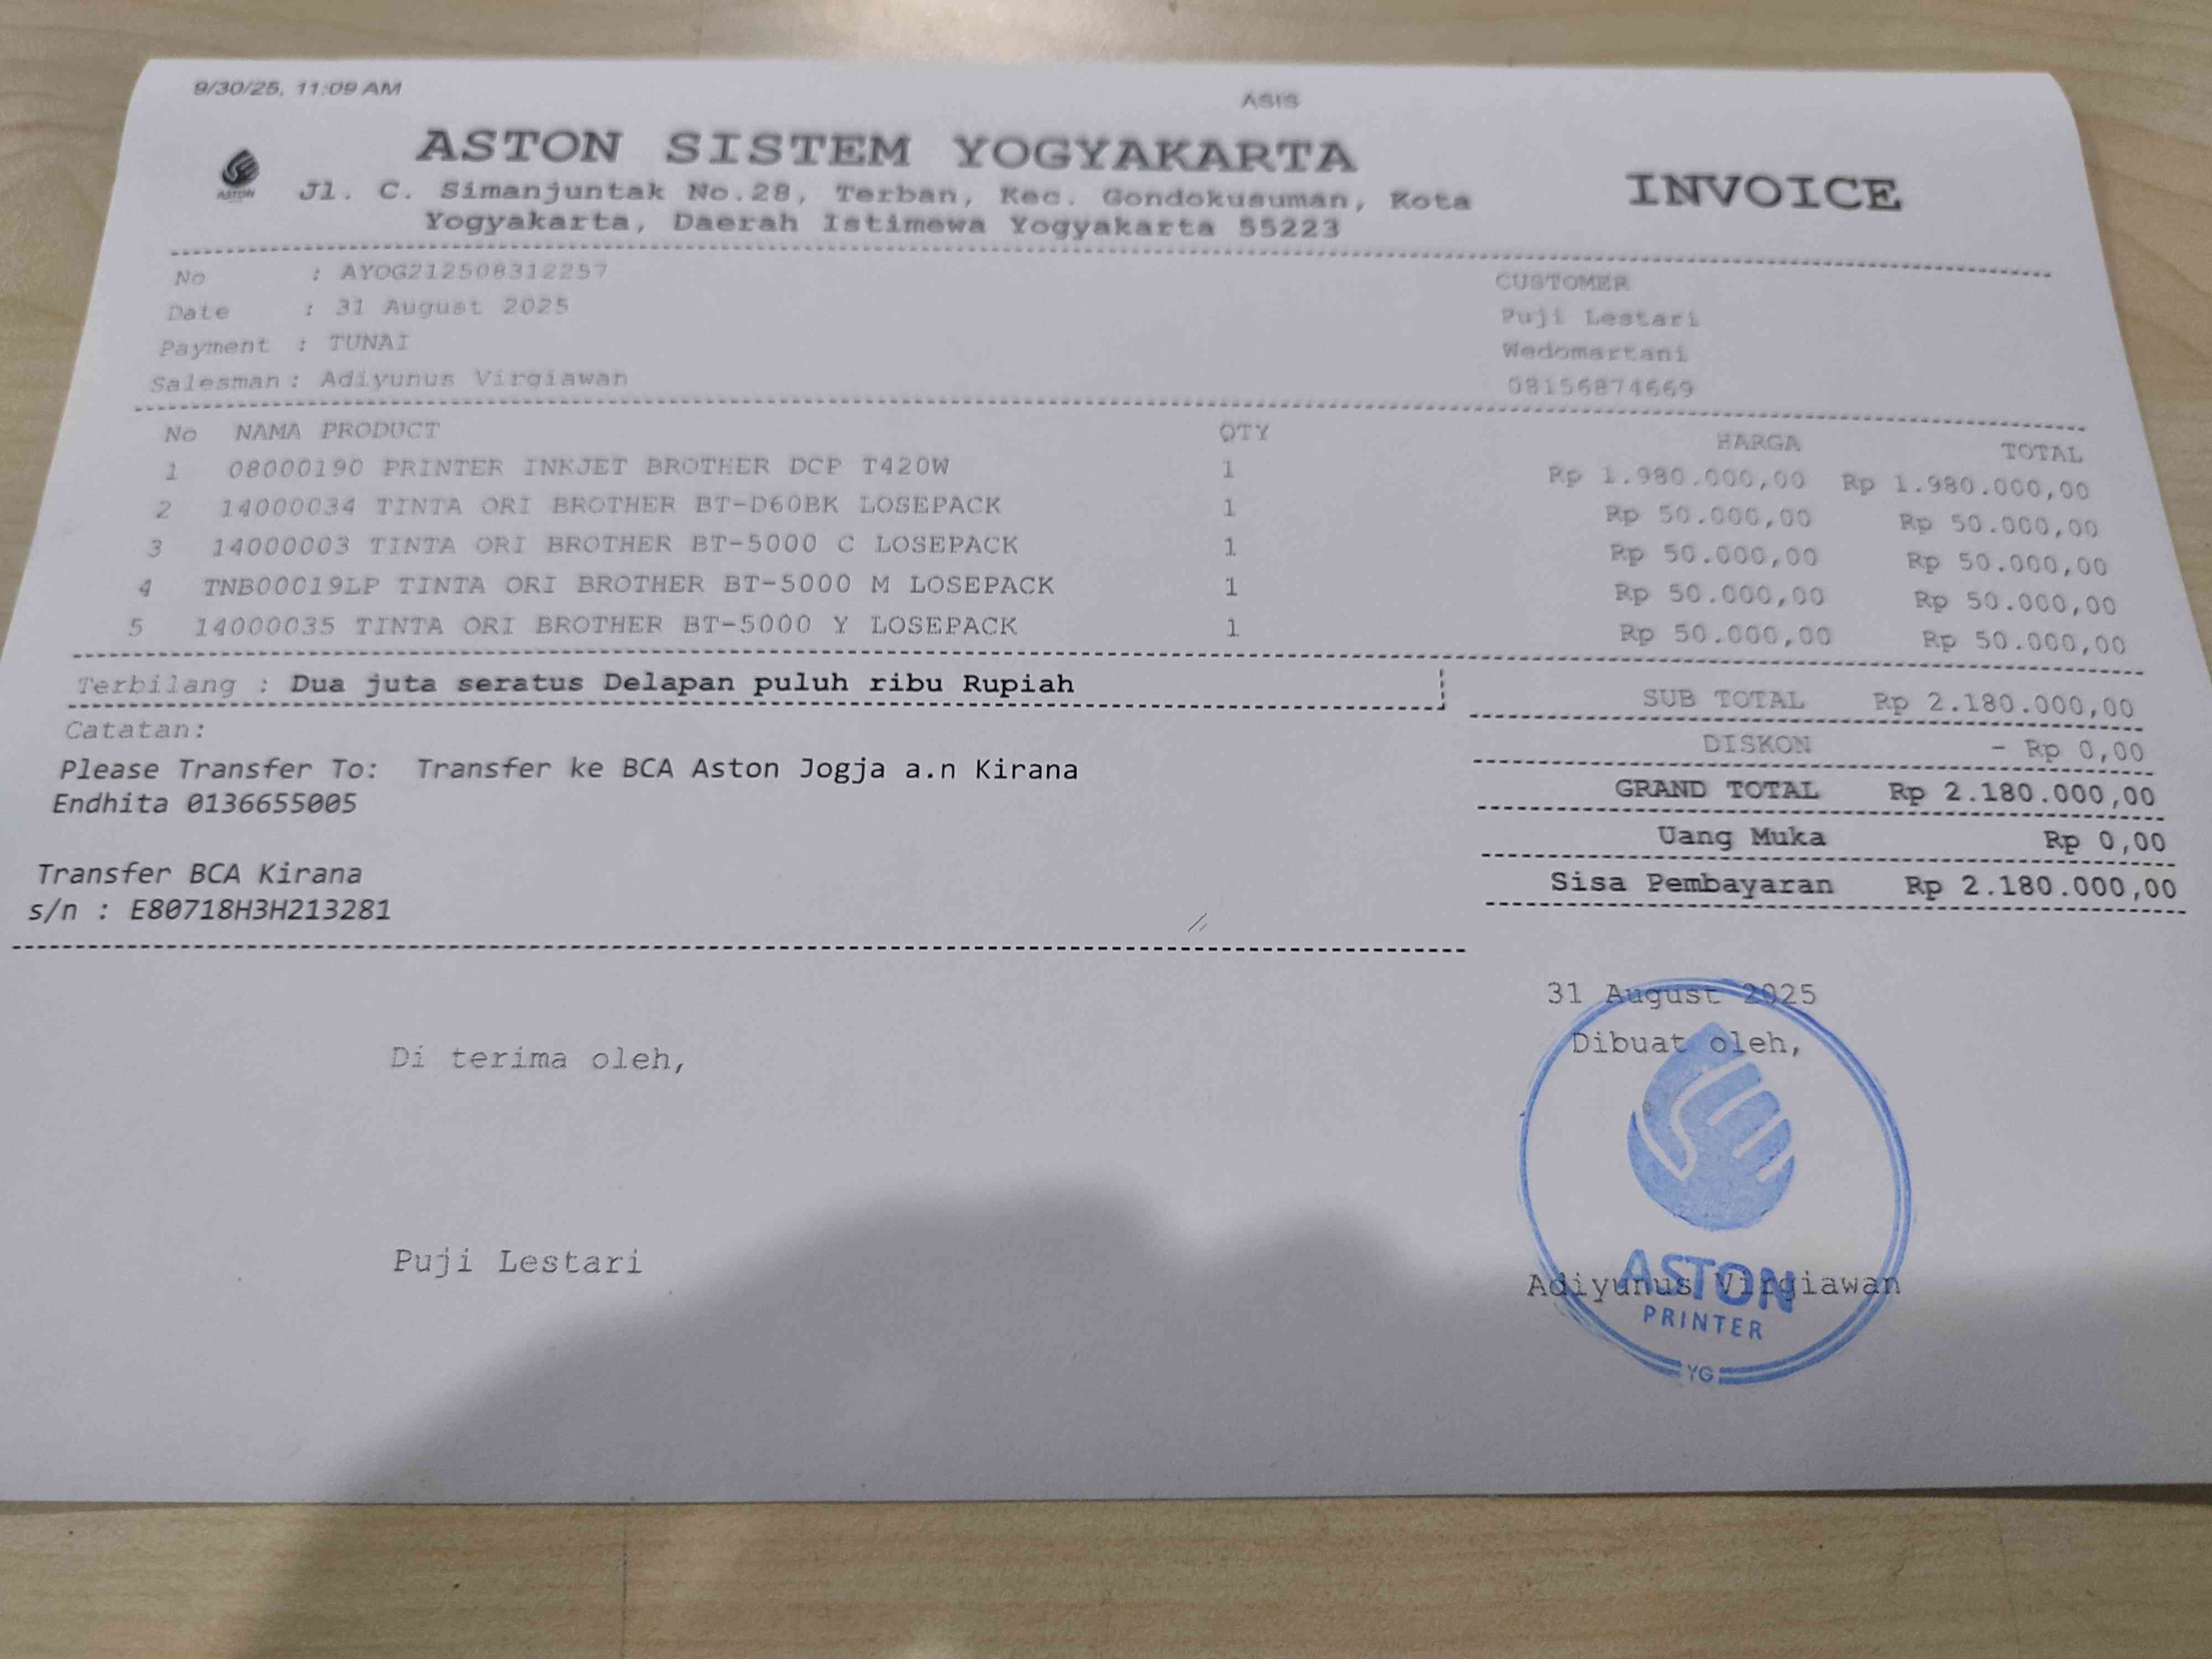 9/30/25, 11:09 AM
ASIS
ASTON SISTEM YOGYAKARTA
ASTON
Jl. C. Simanjuntak No.28, Terban, Kec. Gondokusuman, Kota
Yogyakarta, Daerah Istimewa Yogyakarta 55223
INVOICE
No : AYOG212508312257
Date : 31 August 2025
Payment : TUNAI
Salesman : Adiyunus Virgiawan
CUSTOMER
Puji Lestari
Wedomartani
08156874669
No NAMA PRODUCT QTY HARGA TOTAL
1 08000190 PRINTER INKJET BROTHER DCP T420W 1 Rp 1.980.000,00 Rp 1.980.000,00
2 14000034 TINTA ORI BROTHER BT-D60BK LOSEPACK 1 Rp 50.000,00 Rp 50.000,00
3 14000003 TINTA ORI BROTHER BT-5000 C LOSEPACK 1 Rp 50.000,00 Rp 50.000,00
4 TNB00019LP TINTA ORI BROTHER BT-5000 M LOSEPACK 1 Rp 50.000,00 Rp 50.000,00
5 14000035 TINTA ORI BROTHER BT-5000 Y LOSEPACK 1 Rp 50.000,00 Rp 50.000,00
Terbilang : Dua juta seratus Delapan puluh ribu Rupiah
Catatan:
Please Transfer To: Transfer ke BCA Aston Jogja a.n Kirana
Endhita 0136655005
Transfer BCA Kirana
s/n : E80718H3H213281
SUB TOTAL Rp 2.180.000,00
DISKON - Rp 0,00
GRAND TOTAL Rp 2.180.000,00
Uang Muka Rp 0,00
Sisa Pembayaran Rp 2.180.000,00
Di terima oleh,
Puji Lestari
31 August 2025
Dibuat oleh,
Adiyunus Virgiawan
ASTON
PRINTER
YG